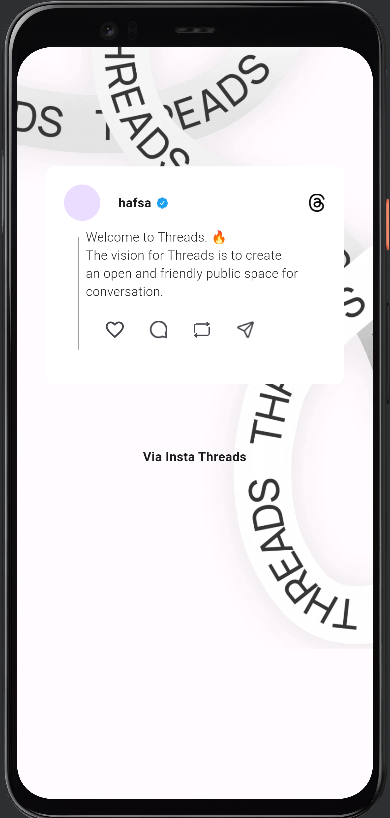 THREADS
DS THREADS
hafsa
Welcome to Threads. 🔥
The vision for Threads is to create
an open and friendly public space for
conversation.
S
THREADS THA
Via Insta Threads